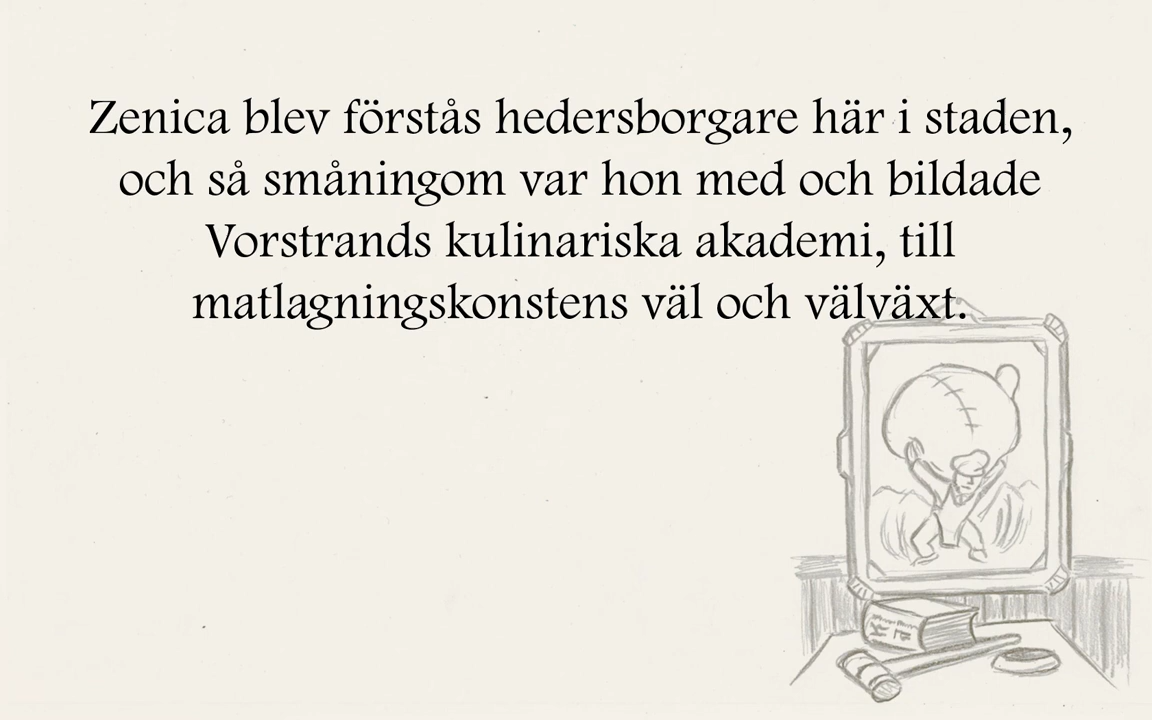 Zenica blev förstås hedersborgare här i staden,
och så småningom var hon med och bildade
Vorstrands kulinariska akademi, till
matlagningskonstens väl och välväxt.